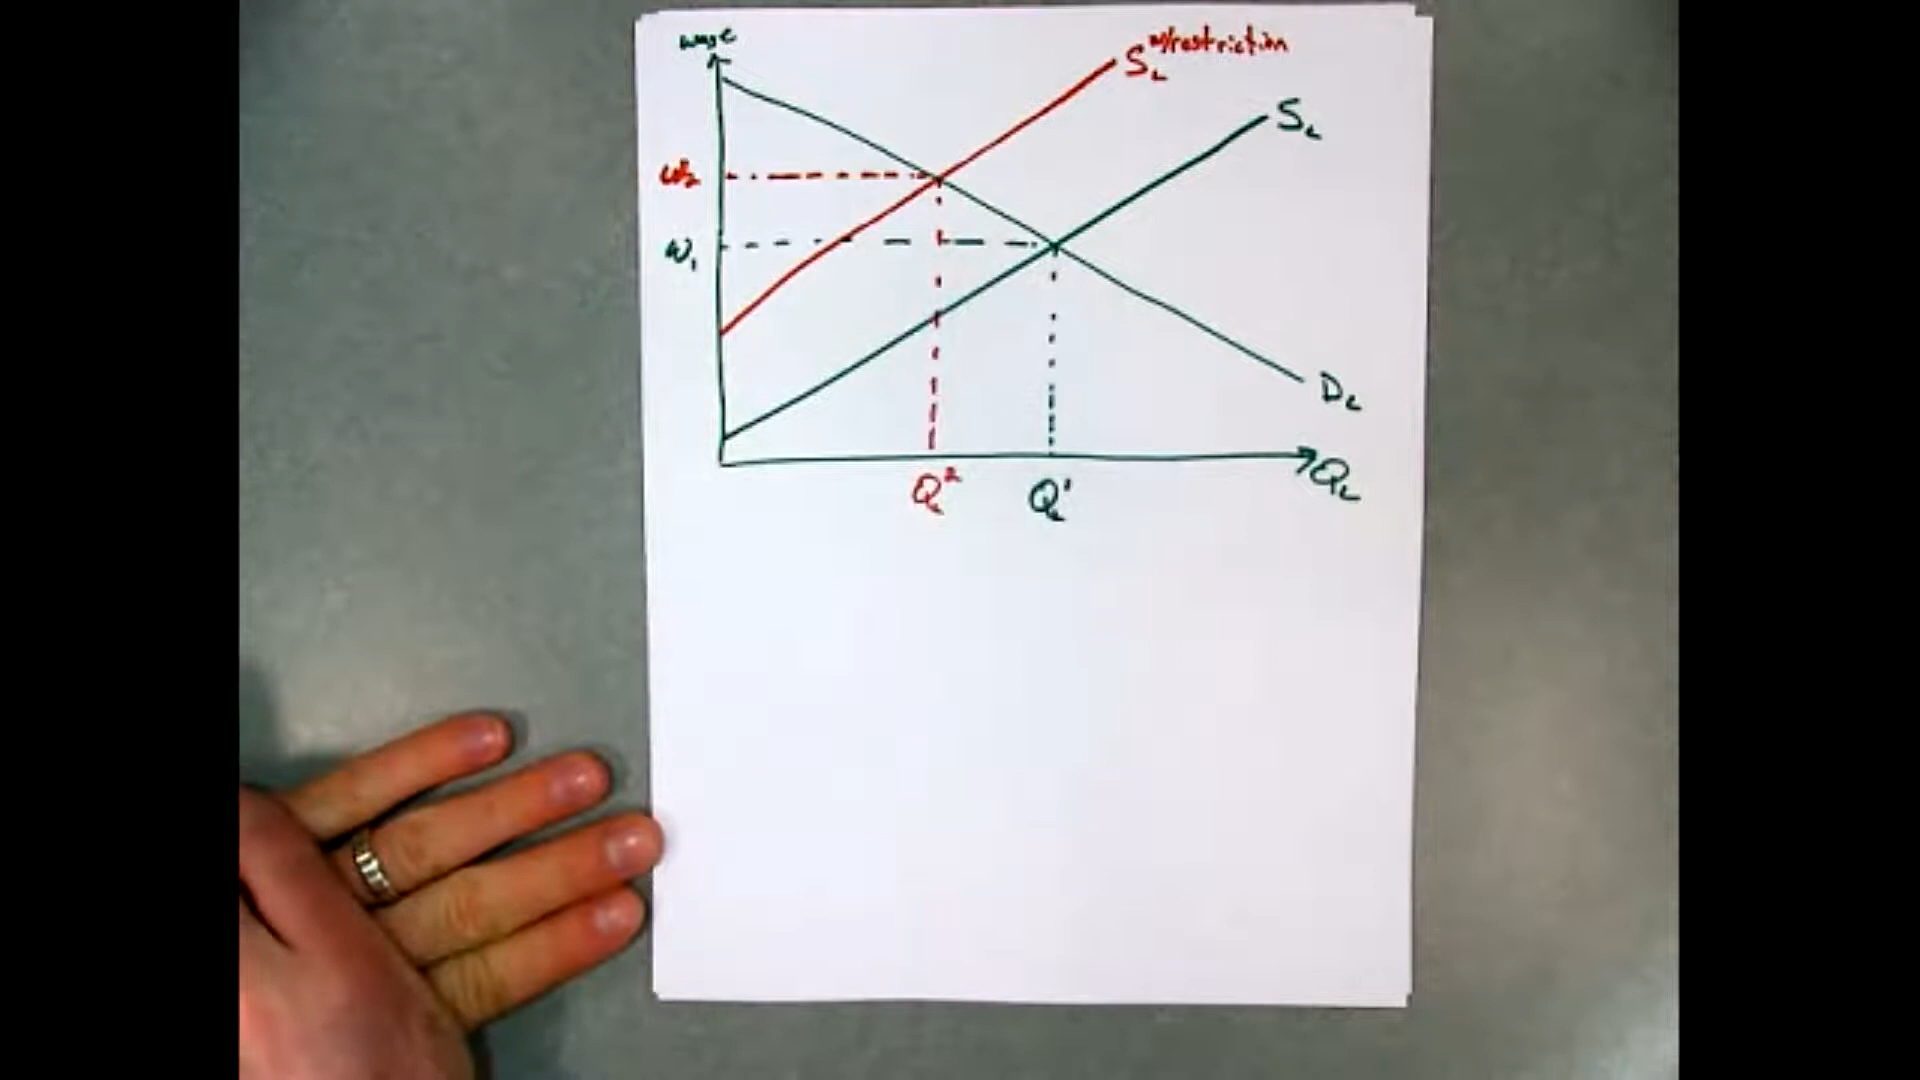 wage
S_L w/restriction
S_L
w_2
w_1
D_L
Q_L^2
Q_L^1
Q_L